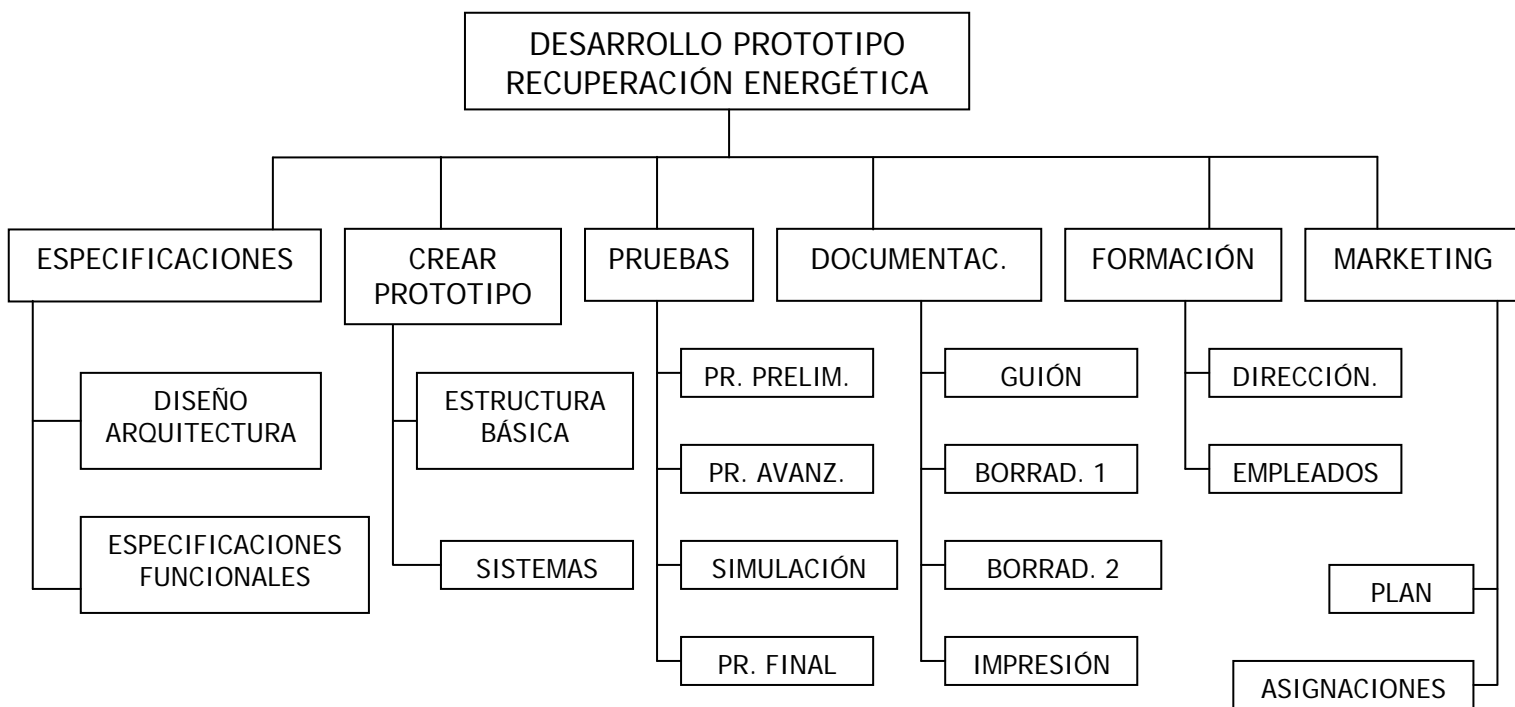 DESARROLLO PROTOTIPO
RECUPERACIÓN ENERGÉTICA
ESPECIFICACIONES
CREAR
PROTOTIPO
PRUEBAS
DOCUMENTAC.
FORMACIÓN
MARKETING
DISEÑO
ARQUITECTURA
ESPECIFICACIONES
FUNCIONALES
ESTRUCTURA
BÁSICA
SISTEMAS
PR. PRELIM.
PR. AVANZ.
SIMULACIÓN
PR. FINAL
GUIÓN
BORRAD. 1
BORRAD. 2
IMPRESIÓN
DIRECCIÓN.
EMPLEADOS
PLAN
ASIGNACIONES